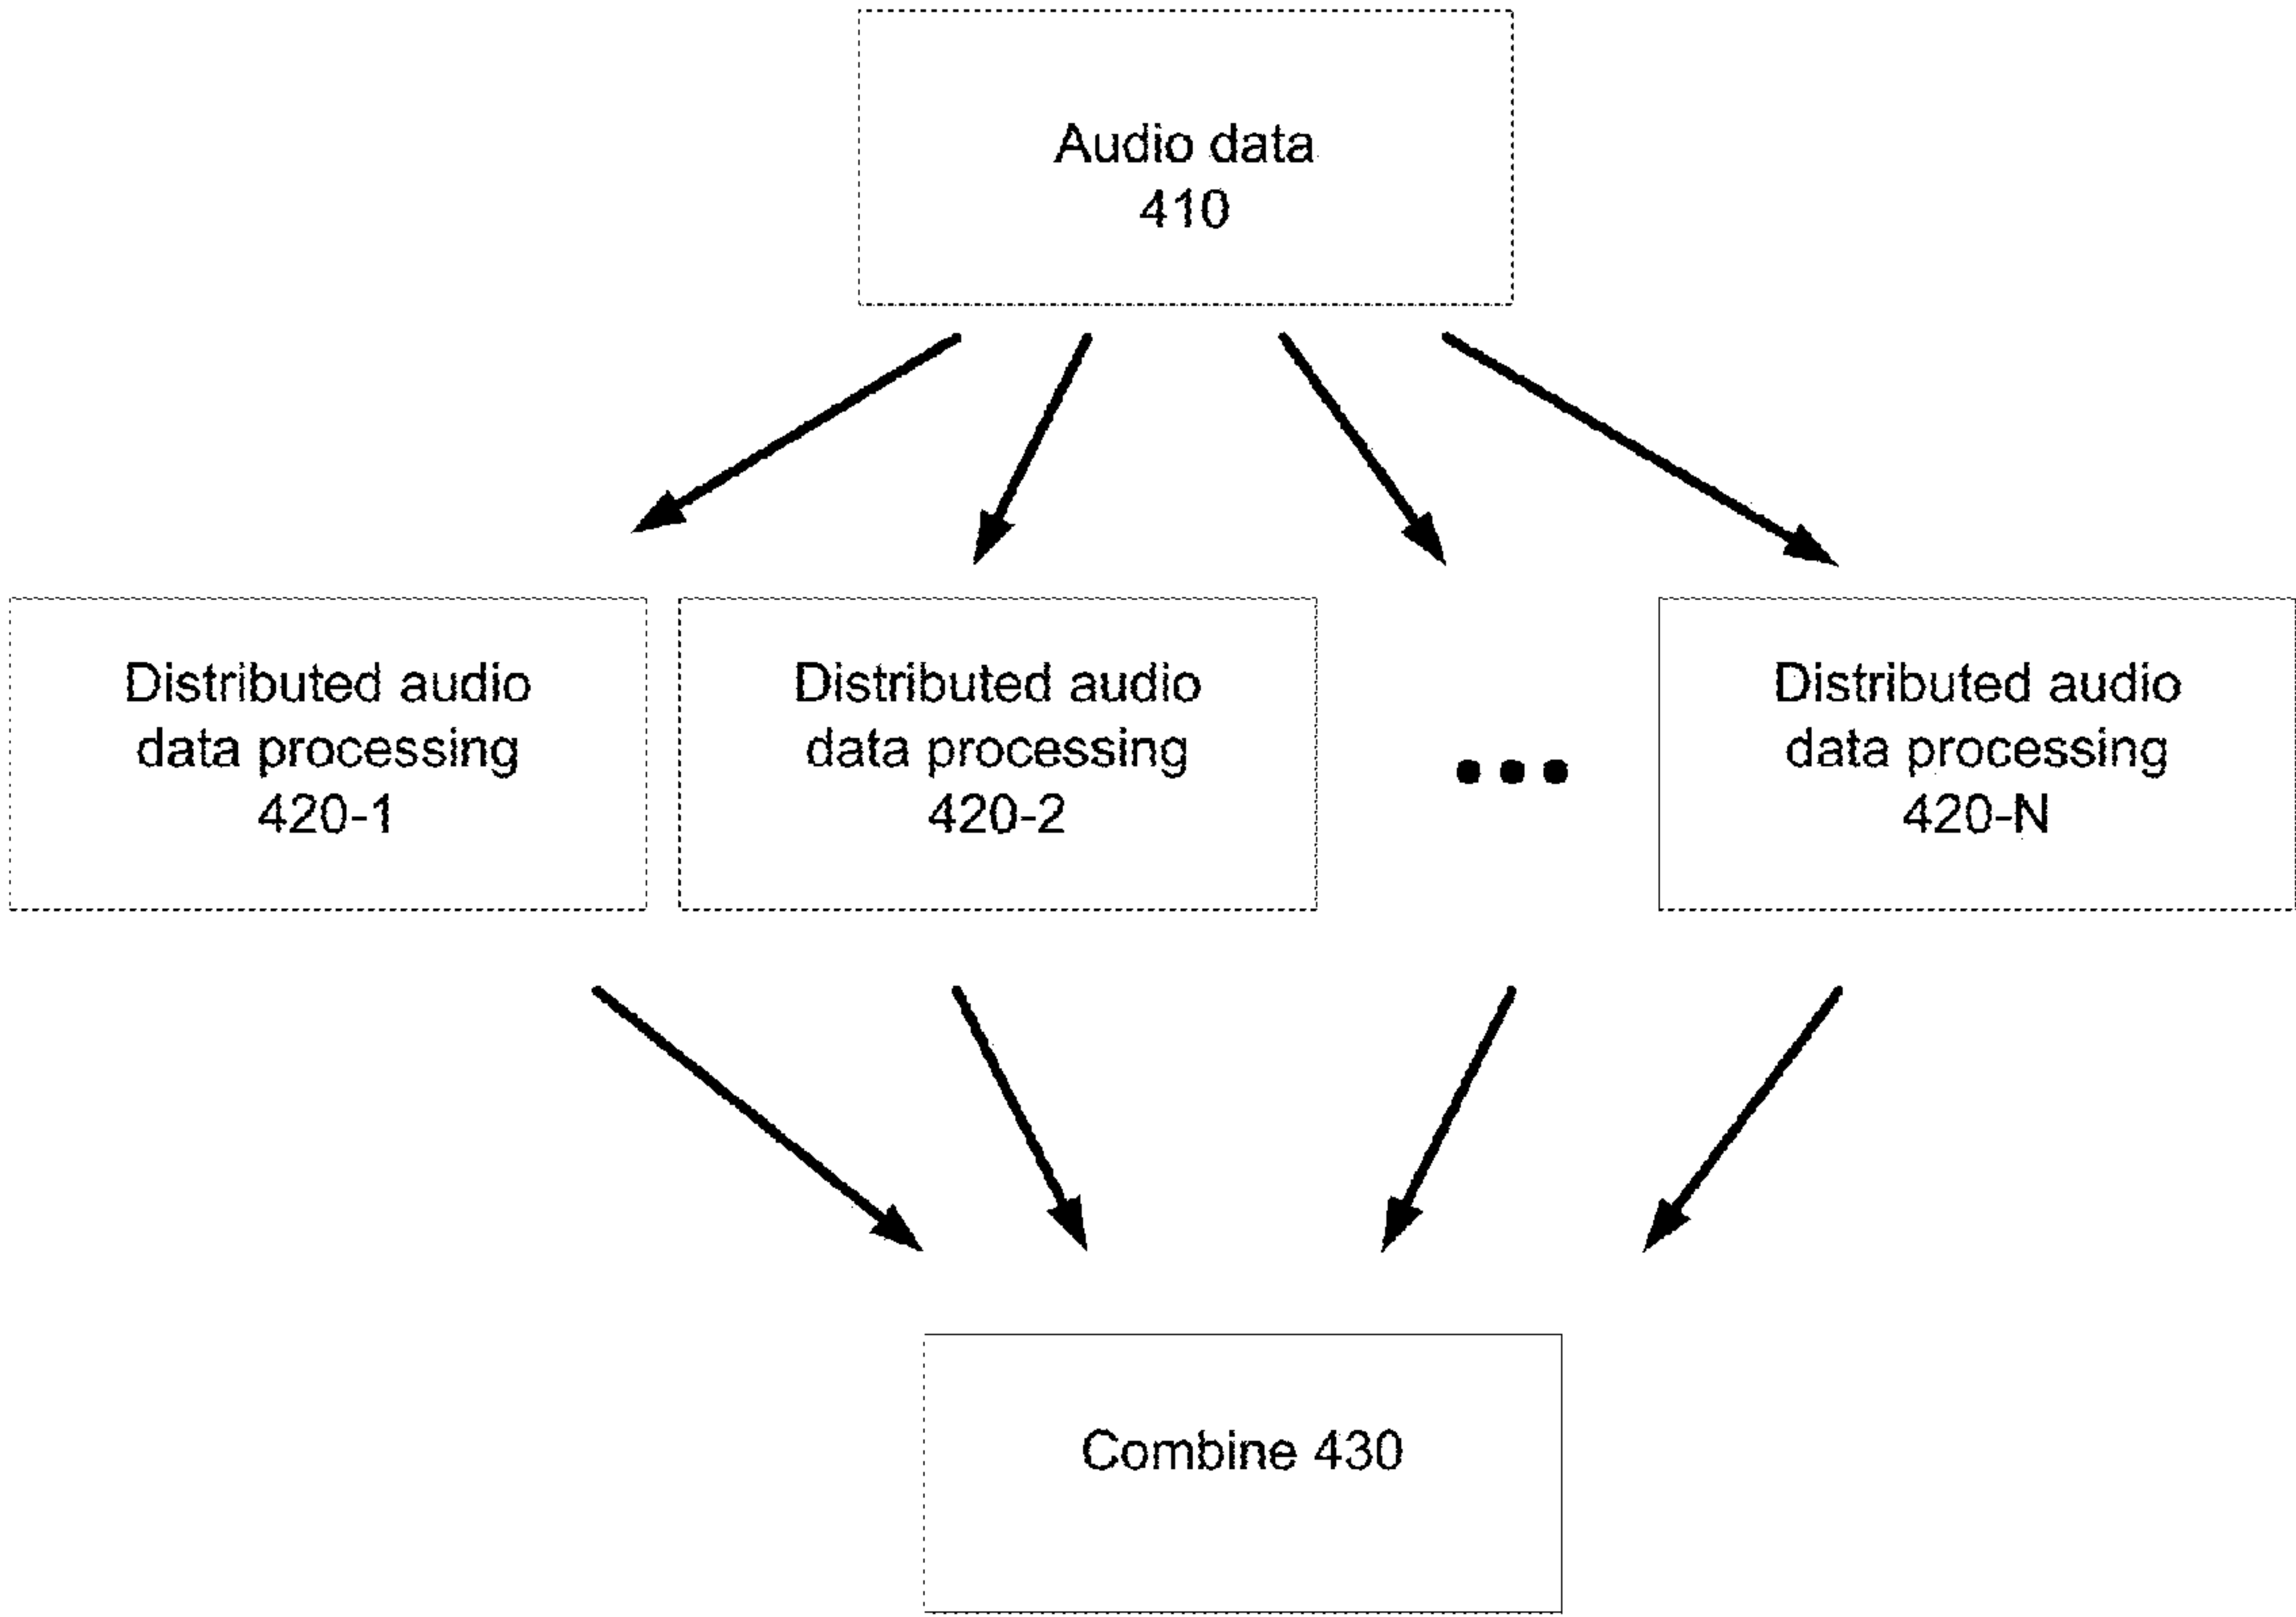 Audio data
410
Distributed audio
data processing
420-1
Distributed audio
data processing
420-2
•••
Distributed audio
data processing
420-N
Combine 430